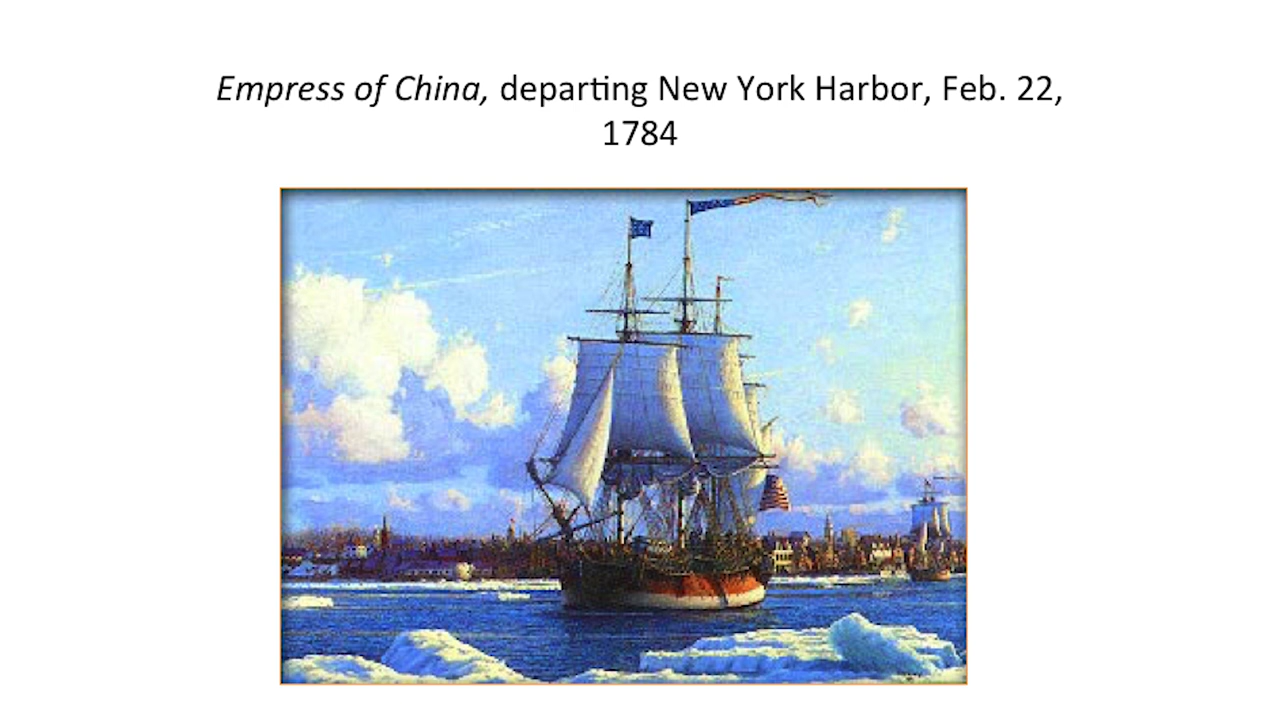 Empress of China, departing New York Harbor, Feb. 22,
1784